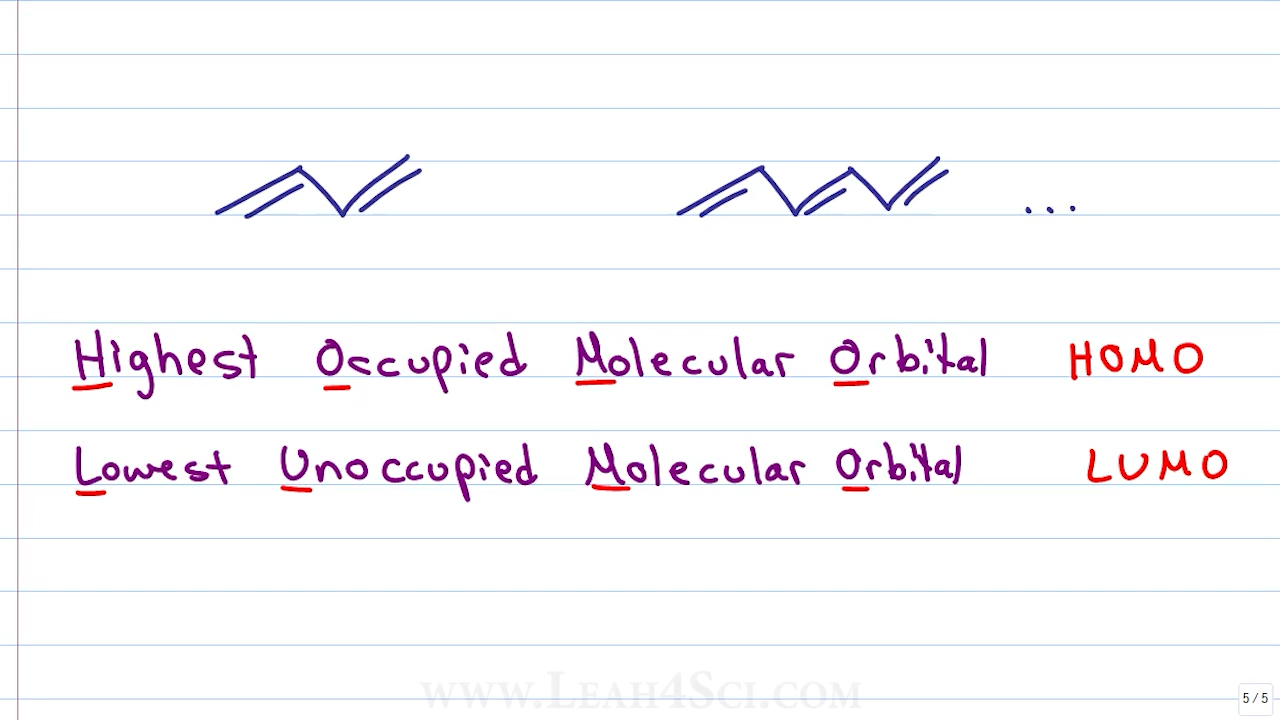 ...
Highest Occupied Molecular Orbital HOMO
Lowest Unoccupied Molecular Orbital LUMO
www.Leah4Sci.com
5 / 5